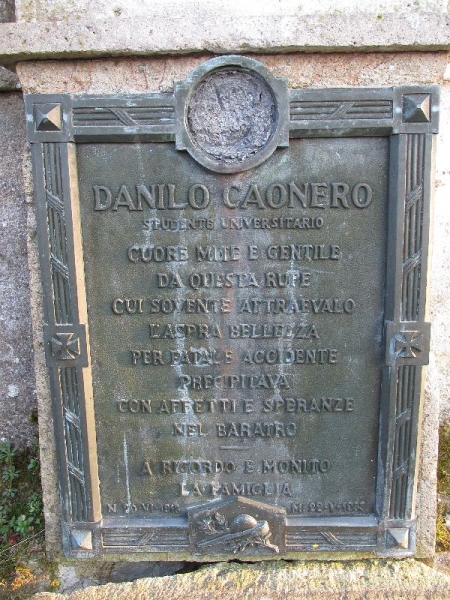 DANILO CAONERO
STUDENTE UNIVERSITARIO
CUORE MITE E GENTILE
DA QUESTA RUPE
CUI SOVENTE ATTRAEVALO
L'ASPRA BELLEZZA
PER FATALE ACCIDENTE
PRECIPITAVA
CON AFFETTI E SPERANZE
NEL BARATRO
A RICORDO E MONITO
LA FAMIGLIA